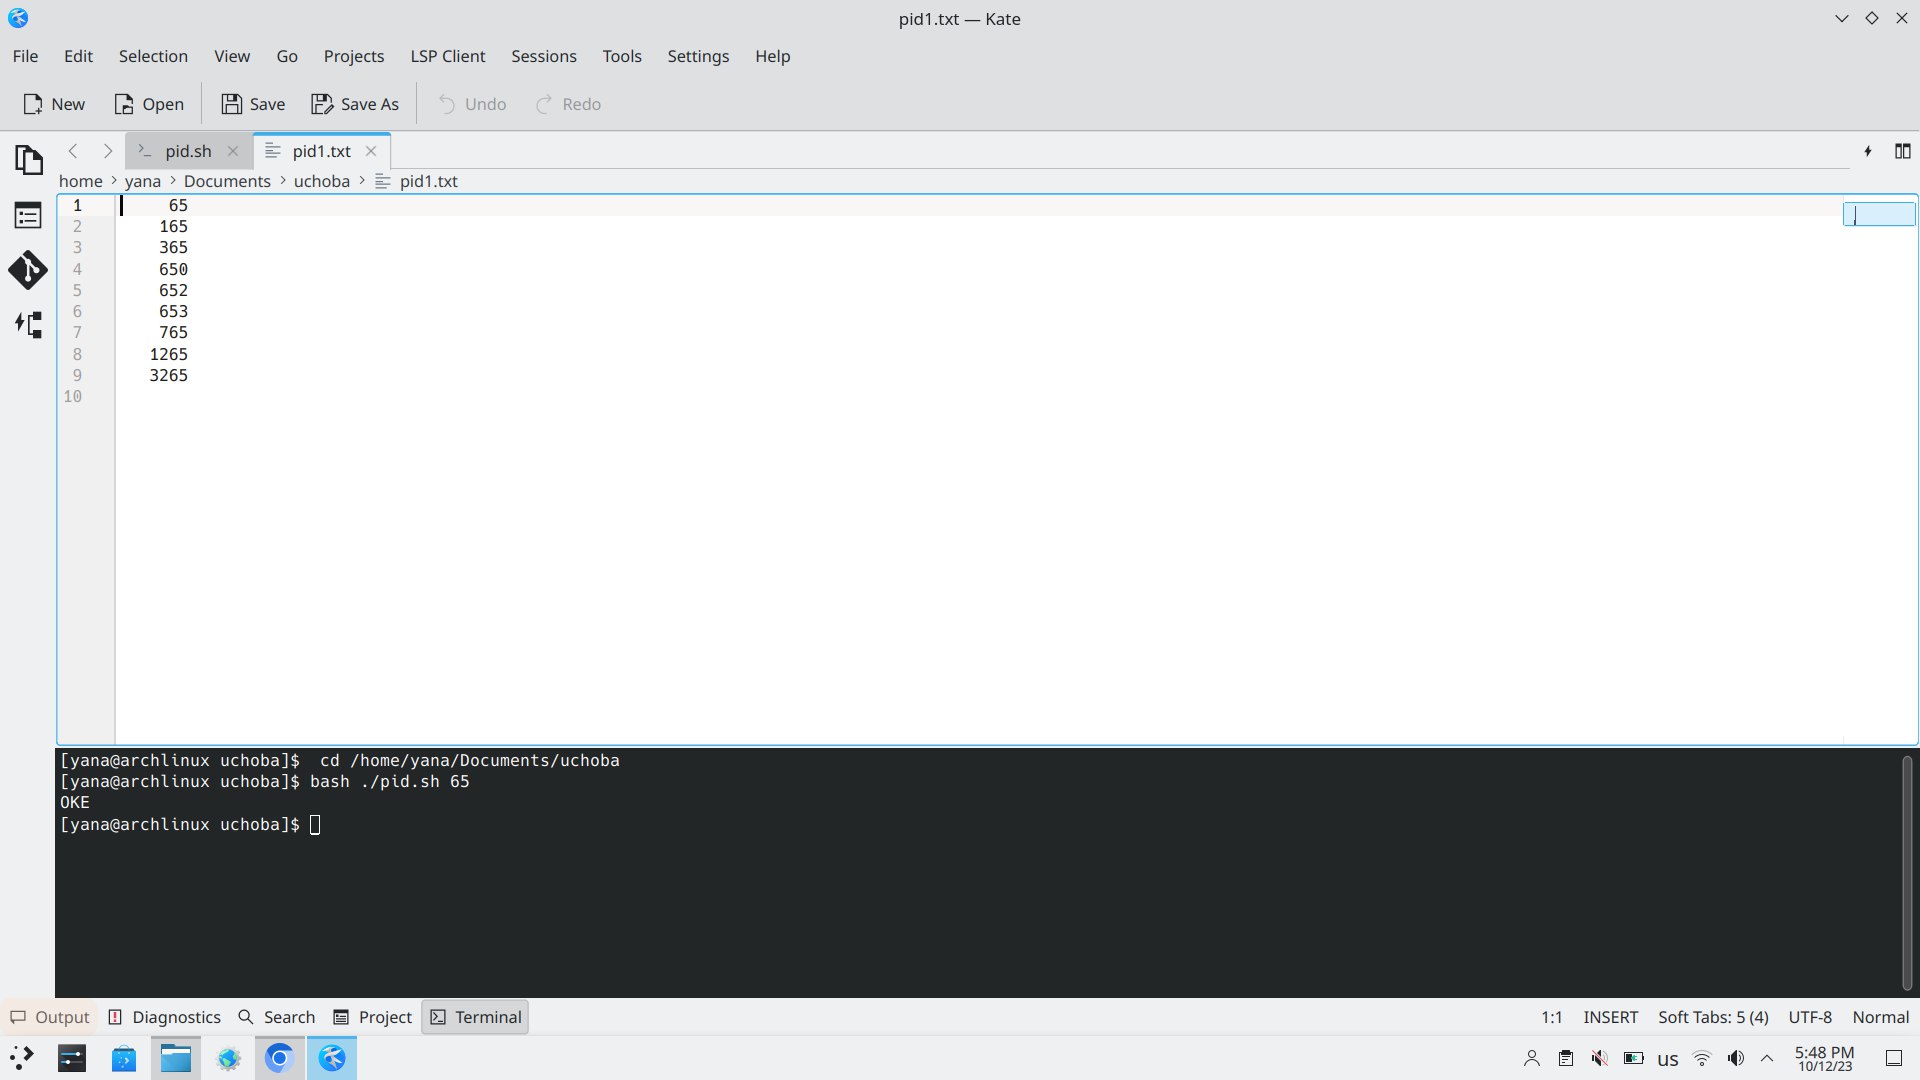 pid1.txt — Kate
File Edit Selection View Go Projects LSP Client Sessions Tools Settings Help
New Open Save Save As Undo Redo
pid.sh pid1.txt
home > yana > Documents > uchoba > pid1.txt
1 65
2 165
3 365
4 650
5 652
6 653
7 765
8 1265
9 3265
10
[yana@archlinux uchoba]$  cd /home/yana/Documents/uchoba
[yana@archlinux uchoba]$ bash ./pid.sh 65
OKE
[yana@archlinux uchoba]$
Output Diagnostics Search Project Terminal 1:1 INSERT Soft Tabs: 5 (4) UTF-8 Normal
us 5:48 PM
10/12/23